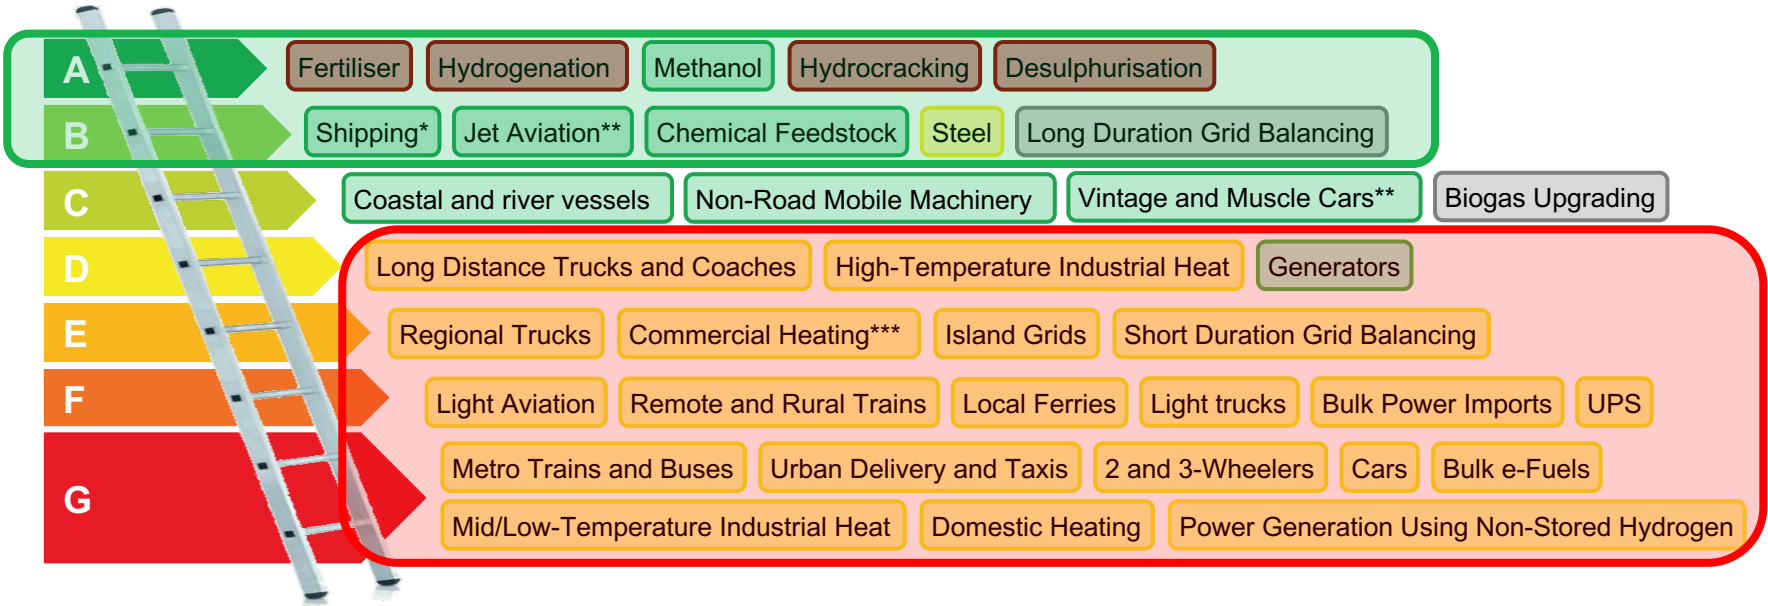 A Fertiliser Hydrogenation Methanol Hydrocracking Desulphurisation
B Shipping* Jet Aviation** Chemical Feedstock Steel Long Duration Grid Balancing
C Coastal and river vessels Non-Road Mobile Machinery Vintage and Muscle Cars** Biogas Upgrading
D Long Distance Trucks and Coaches High-Temperature Industrial Heat Generators
E Regional Trucks Commercial Heating*** Island Grids Short Duration Grid Balancing
F Light Aviation Remote and Rural Trains Local Ferries Light trucks Bulk Power Imports UPS
G Metro Trains and Buses Urban Delivery and Taxis 2 and 3-Wheelers Cars Bulk e-Fuels
Mid/Low-Temperature Industrial Heat Domestic Heating Power Generation Using Non-Stored Hydrogen